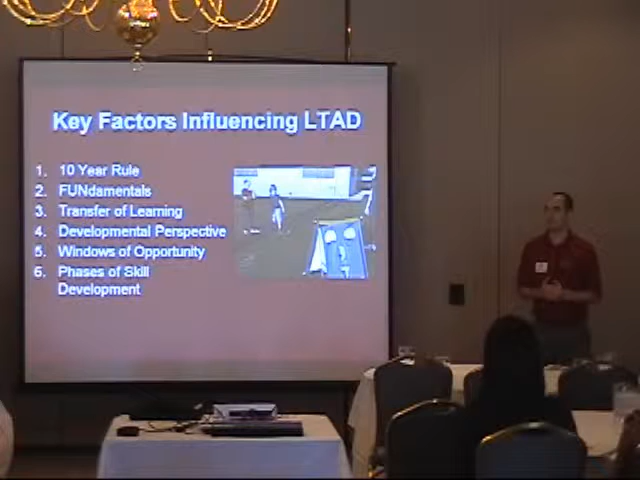 Key Factors Influencing LTAD
1. 10 Year Rule
2. FUNdamentals
3. Transfer of Learning
4. Developmental Perspective
5. Windows of Opportunity
6. Phases of Skill
Development